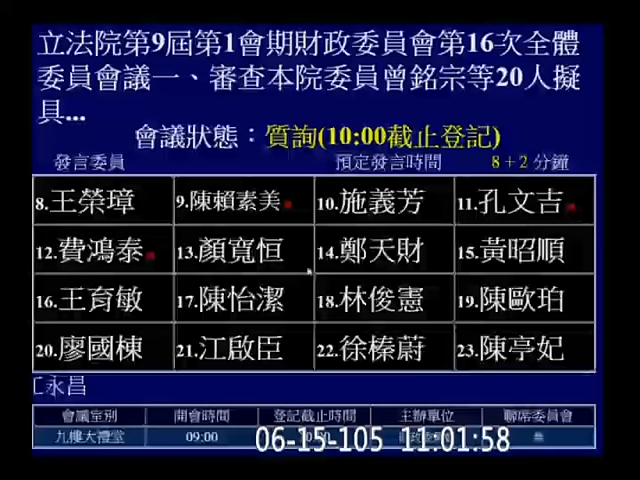 立法院第9屆第1會期財政委員會第16次全體
委員會議一、審查本院委員曾銘宗等20人擬
具...
會議狀態：質詢(10:00截止登記)
發言委員 預定發言時間 8+2 分鐘
8.王榮璋 9.陳賴素美 10.施義芳 11.孔文吉
12.費鴻泰 13.顏寬恒 14.鄭天財 15.黃昭順
16.王育敏 17.陳怡潔 18.林俊憲 19.陳歐珀
20.廖國棟 21.江啟臣 22.徐榛蔚 23.陳亭妃
永昌
會議室別 開會時間 登記截止時間 主辦單位 聯席委員會
九樓大禮堂 09:00
06-15-105 11:01:58